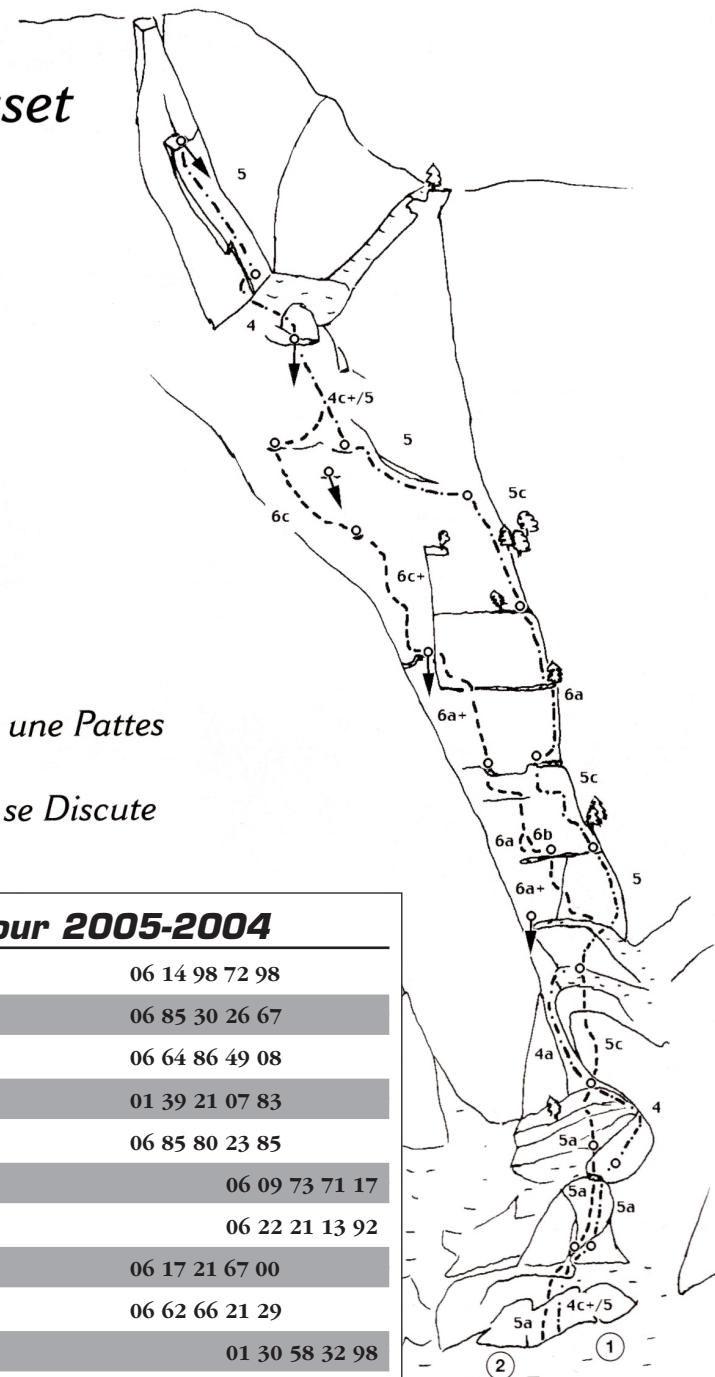 set
5
4
4c+/5
5
5c
6c
6c+
6a
6a+
5c
6a 6b
5
6a+
5c
4a
4
5a
5a 5a
4c+/5
5a
1
2
une Pattes
se Discute
our 2005-2004
06 14 98 72 98
06 85 30 26 67
06 64 86 49 08
01 39 21 07 83
06 85 80 23 85
06 09 73 71 17
06 22 21 13 92
06 17 21 67 00
06 62 66 21 29
01 30 58 32 98